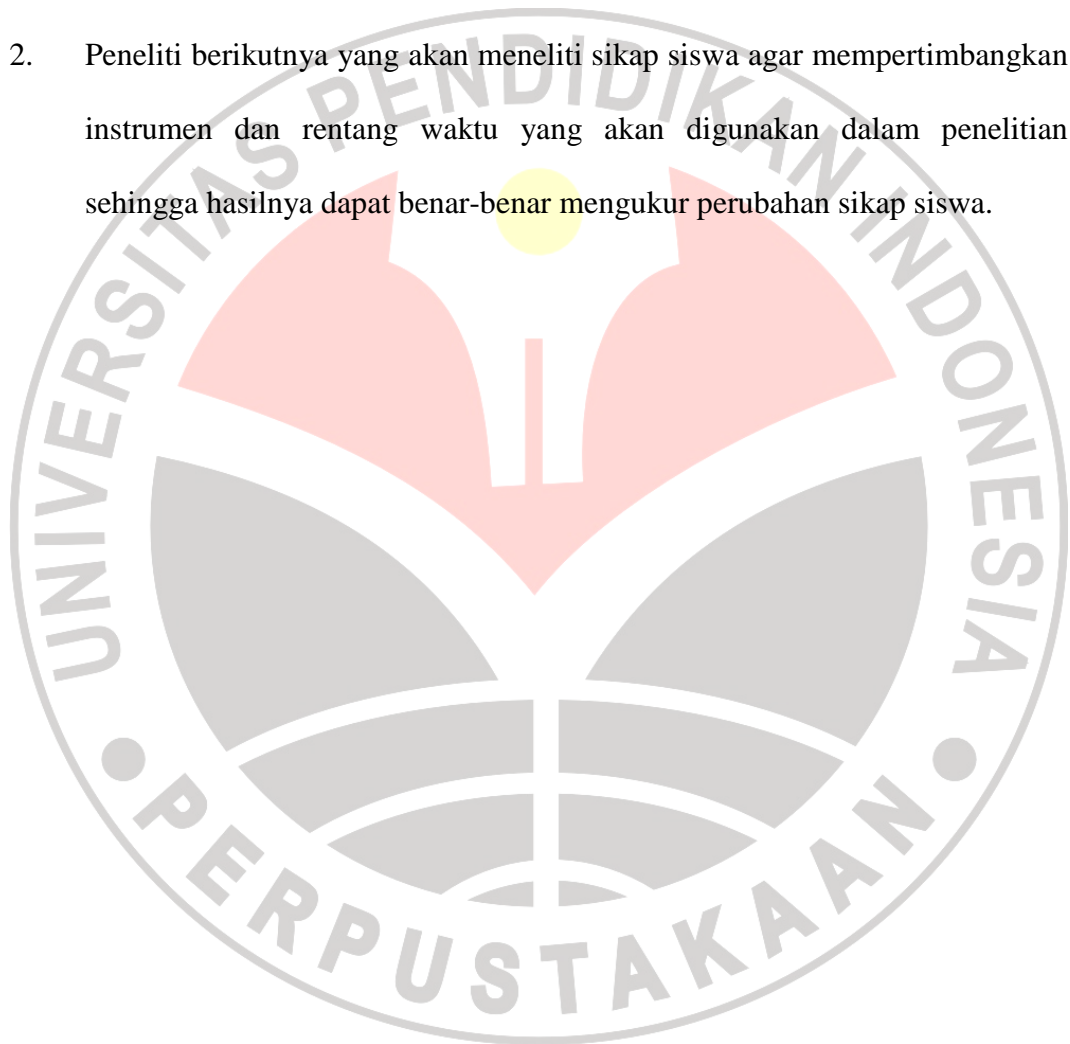 2. Peneliti berikutnya yang akan meneliti sikap siswa agar mempertimbangkan
instrumen dan rentang waktu yang akan digunakan dalam penelitian
sehingga hasilnya dapat benar-benar mengukur perubahan sikap siswa.
UNIVERSITAS PENDIDIKAN INDONESIA
PERPUSTAKAAN